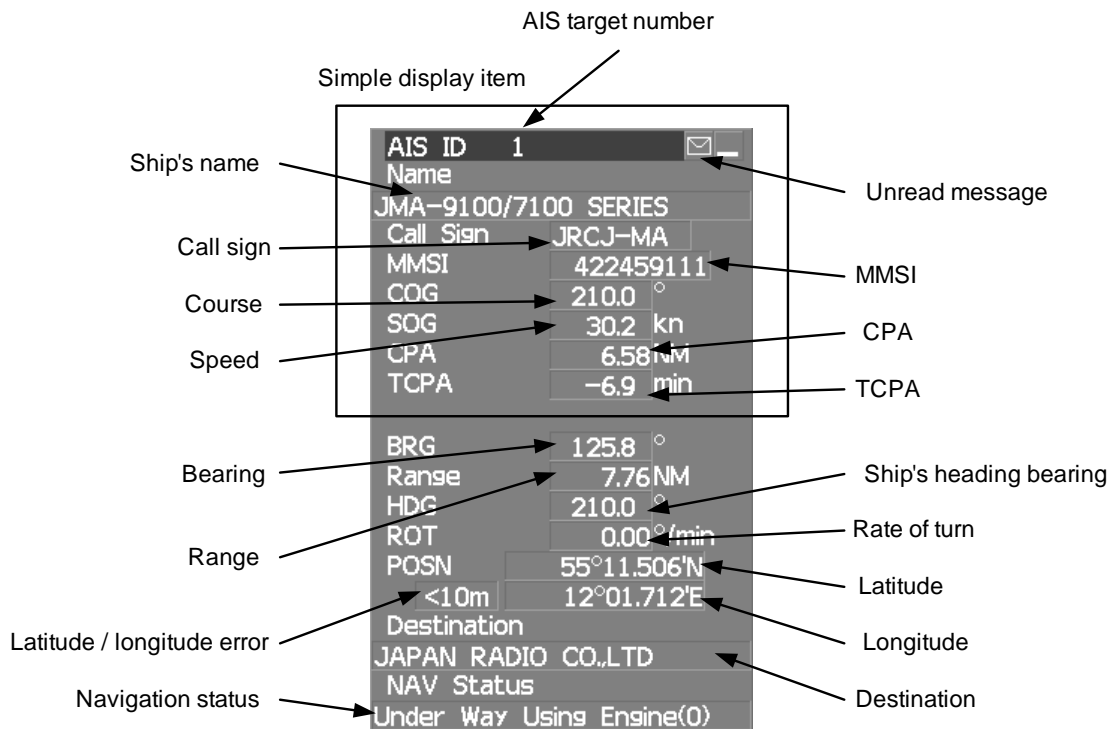 AIS target number
Simple display item
AIS ID 1
Ship's name
Name
Unread message
JMA-9100/7100 SERIES
Call sign
Call Sign JRCJ-MA
MMSI 422459111
MMSI
Course
COG 210.0 °
SOG 30.2 kn
CPA
Speed
CPA 6.58 NM
TCPA -6.9 min
TCPA
BRG 125.8 °
Bearing
Range 7.76 NM
Ship's heading bearing
HDG 210.0 °
ROT 0.00 °/min
Rate of turn
Range
POSN 55°11.506'N
Latitude
<10m 12°01.712'E
Latitude / longitude error
Destination
Longitude
JAPAN RADIO CO.,LTD
NAV Status
Destination
Navigation status
Under Way Using Engine(0)